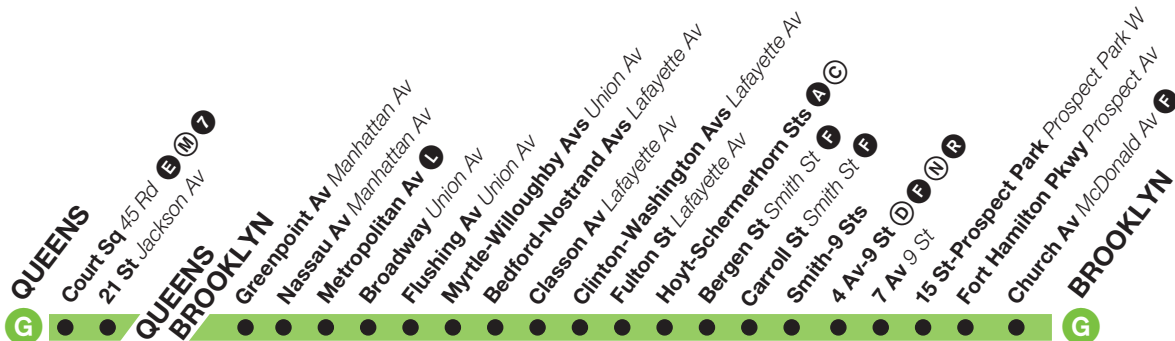 G
QUEENS
Court Sq 45 Rd E M 7
21 St Jackson Av
QUEENS
BROOKLYN
Greenpoint Av Manhattan Av
Nassau Av Manhattan Av
Metropolitan Av L
Broadway Union Av
Flushing Av Union Av
Myrtle-Willoughby Avs Union Av
Bedford-Nostrand Avs Lafayette Av
Classon Av Lafayette Av
Clinton-Washington Avs Lafayette Av
Fulton St Lafayette Av
Hoyt-Schermerhorn Sts A C
Bergen St Smith St F
Carroll St Smith St F
Smith-9 Sts
4 Av-9 St D F N R
7 Av 9 St
15 St-Prospect Park Prospect Park W
Fort Hamilton Pkwy Prospect Av
Church Av McDonald Av F
BROOKLYN
G